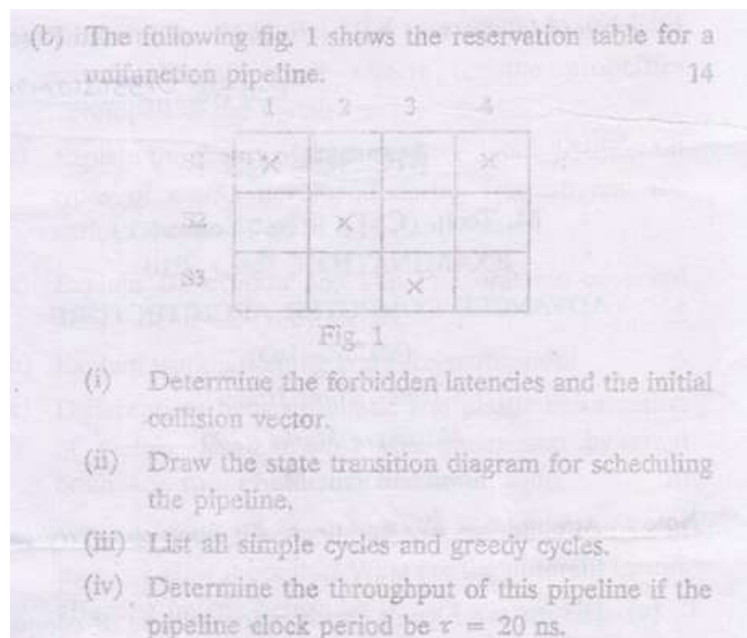 (b) The following fig. 1 shows the reservation table for a
unifunction pipeline. 14
1 2 3 4
× ×
S2 ×
S3 ×
Fig. 1
(i) Determine the forbidden latencies and the initial
collision vector.
(ii) Draw the state transition diagram for scheduling
the pipeline.
(iii) List all simple cycles and greedy cycles.
(iv) Determine the throughput of this pipeline if the
pipeline clock period be τ = 20 ns.